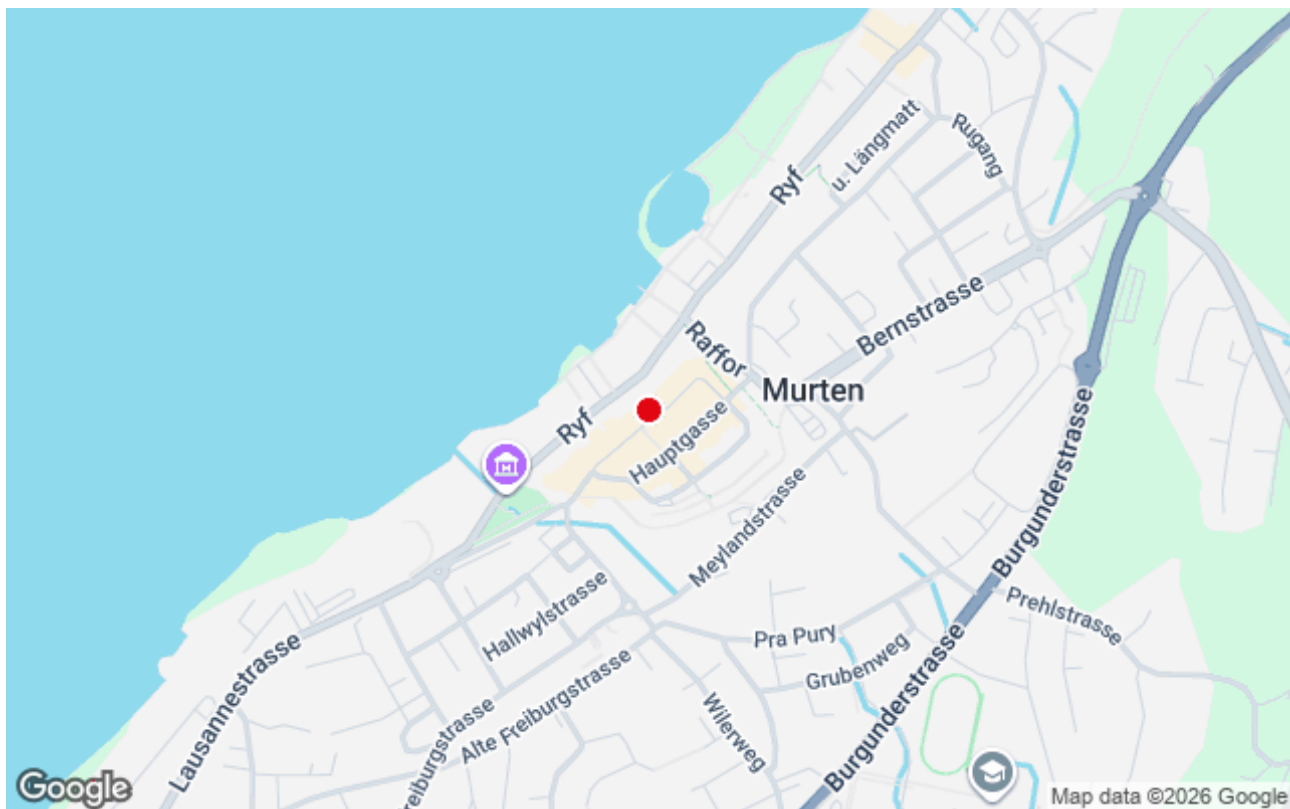 Rugang
u. Längmatt
Ryf
Bernstrasse
Raffor
Murten
Ryf
Hauptgasse
Meylandstrasse
Burgunderstrasse
Prehlstrasse
Hallwylstrasse
Pra Pury
Grubenweg
Lausannestrasse
Alte Freiburgstrasse
reiburgstrasse
Wilerweg
Burgunderstrasse
Google
Map data ©2026 Google